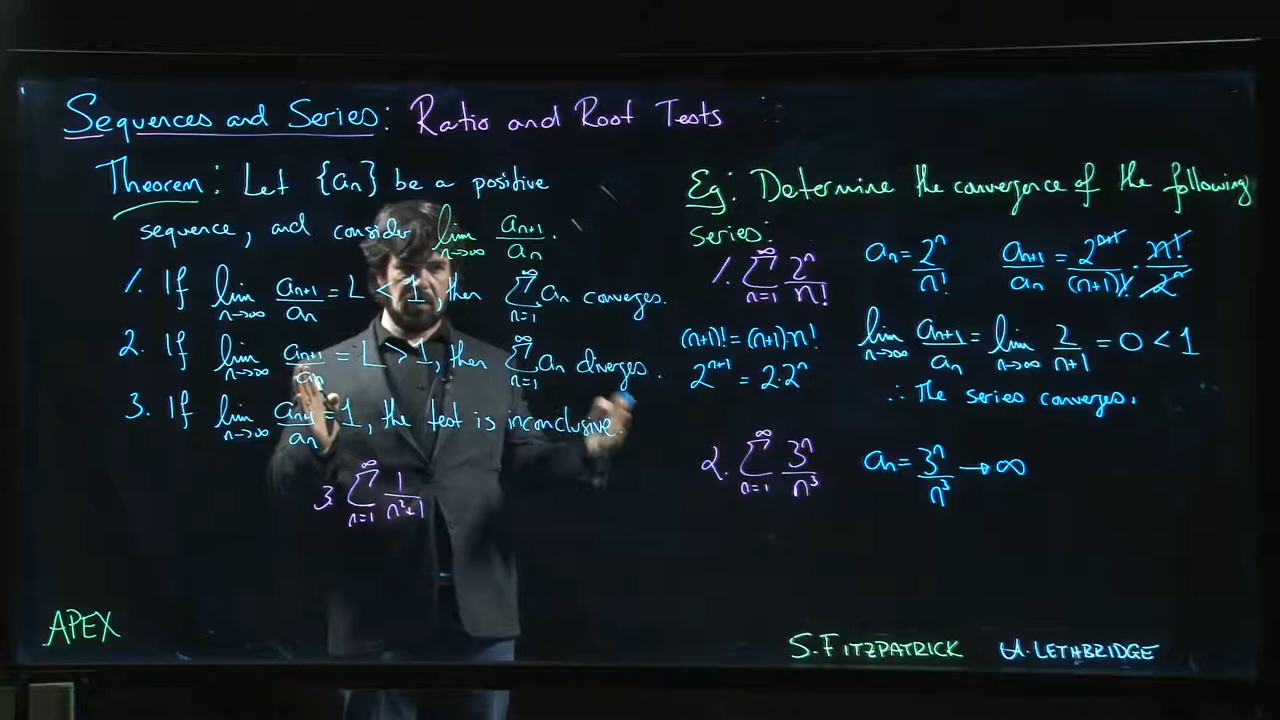 Sequences and Series: Ratio and Root Tests
Theorem: Let {aₙ} be a positive
sequence, and consider lim n→∞ aₙ₊₁/aₙ.
1. If lim n→∞ aₙ₊₁/aₙ = L < 1, then ∑ n=1 ∞ aₙ converges.
2. If lim n→∞ aₙ₊₁/aₙ = L > 1, then ∑ n=1 ∞ aₙ diverges.
3. If lim n→∞ aₙ₊₁/aₙ = 1, the test is inconclusive.
3. ∑ n=1 ∞ 1/(n²+1)
Eg: Determine the convergence of the following
series:
1. ∑ n=1 ∞ 2ⁿ/n! aₙ = 2ⁿ/n! aₙ₊₁/aₙ = 2ⁿ⁺¹/(n+1)! · n!/2ⁿ
(n+1)! = (n+1)·n!
2ⁿ⁺¹ = 2·2ⁿ
lim n→∞ aₙ₊₁/aₙ = lim n→∞ 2/(n+1) = 0 < 1
∴ The series converges.
2. ∑ n=1 ∞ 3ⁿ/n³ aₙ = 3ⁿ/n³ → ∞
APEX
S. FITZPATRICK U. LETHBRIDGE